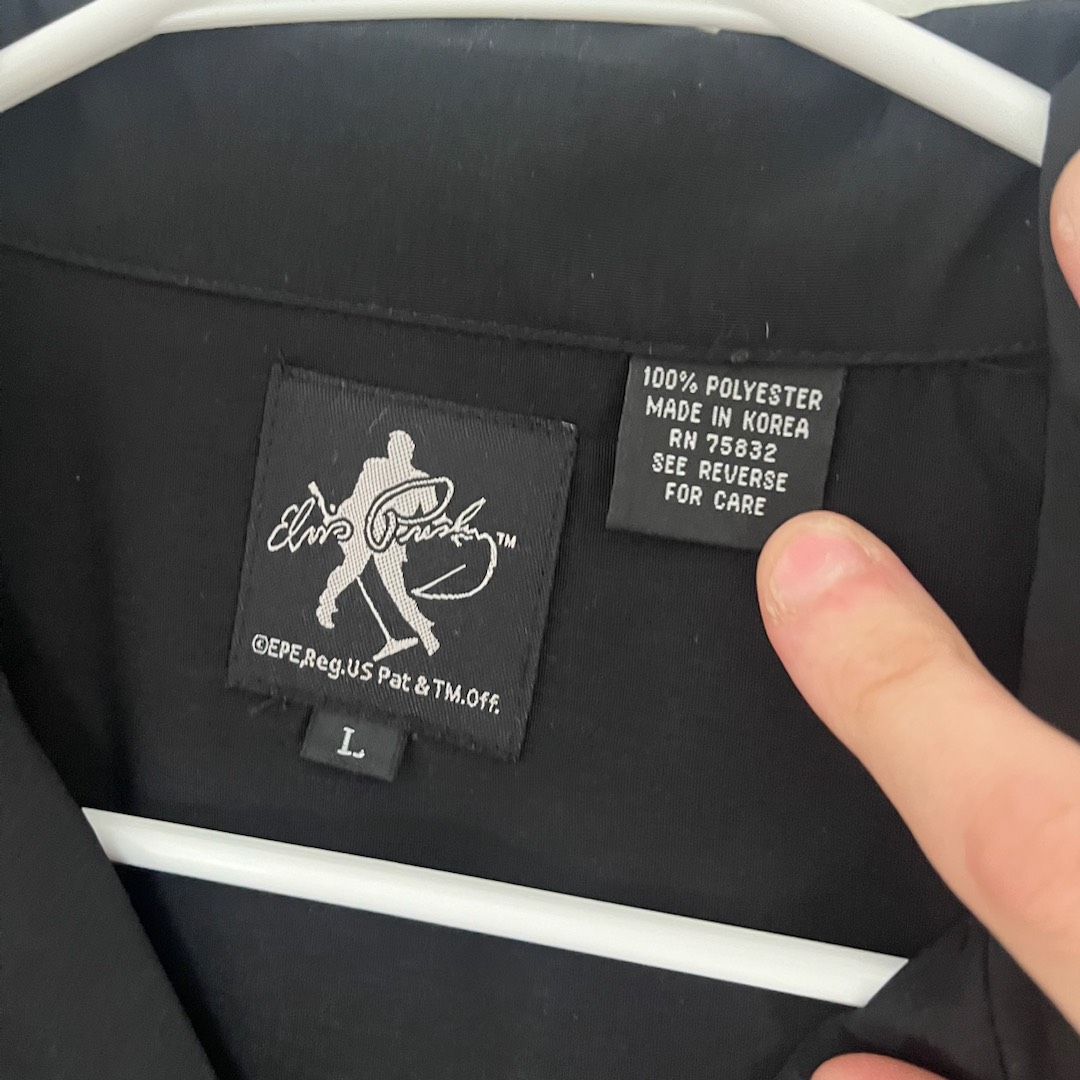 Elvis Presley™
©EPE,Reg.US Pat & TM.Off.
L
100% POLYESTER
MADE IN KOREA
RN 75832
SEE REVERSE
FOR CARE